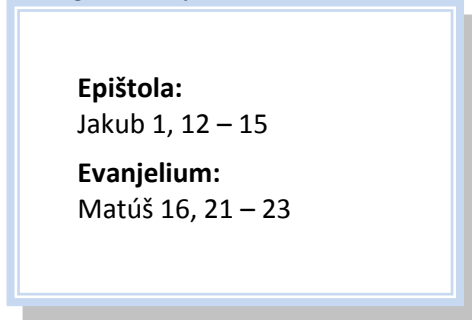 Epištola:
Jakub 1, 12 – 15
Evanjelium:
Matúš 16, 21 – 23